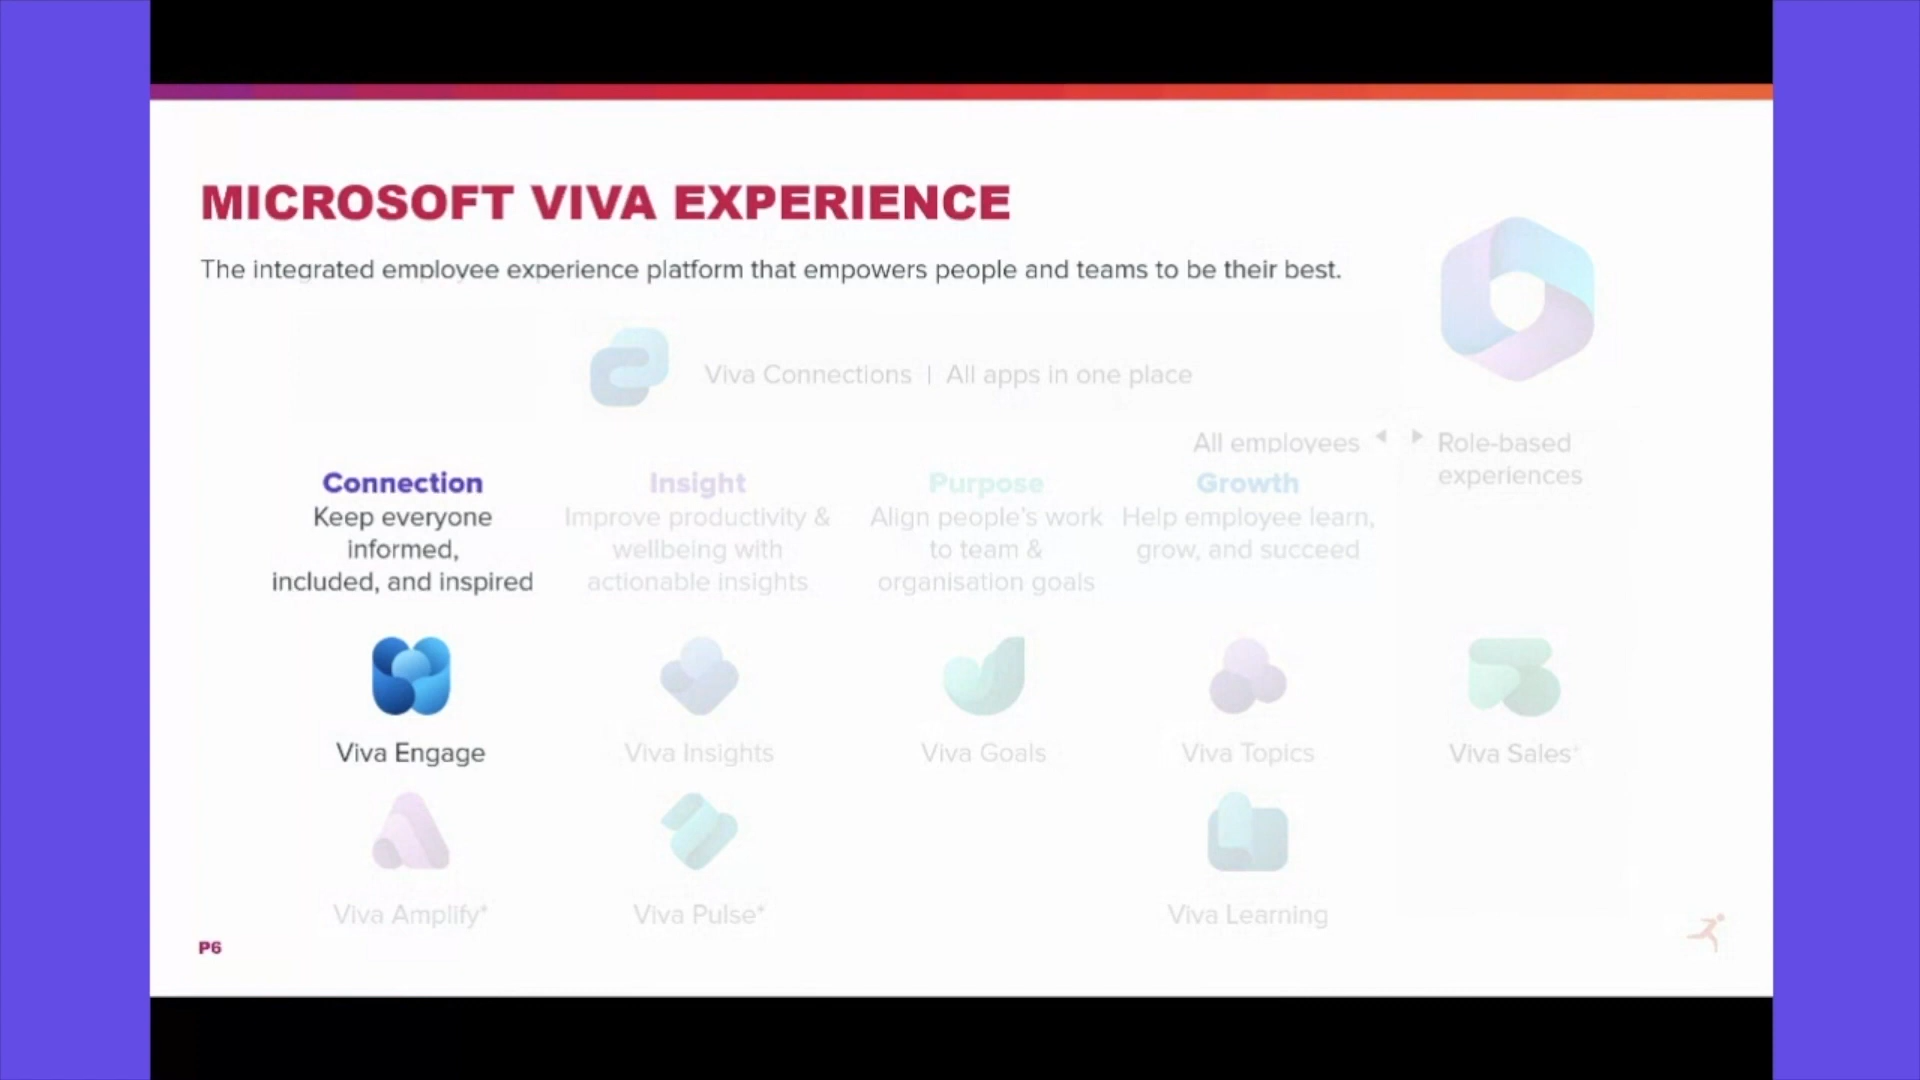 MICROSOFT VIVA EXPERIENCE
The integrated employee experience platform that empowers people and teams to be their best.
Viva Connections | All apps in one place
All employees
Role-based
experiences
Connection
Keep everyone
informed,
included, and inspired
Insight
Improve productivity &
wellbeing with
actionable insights
Purpose
Align people's work
to team &
organisation goals
Growth
Help employee learn,
grow, and succeed
Viva Engage
Viva Insights
Viva Goals
Viva Topics
Viva Sales*
Viva Amplify*
Viva Pulse*
Viva Learning
P6